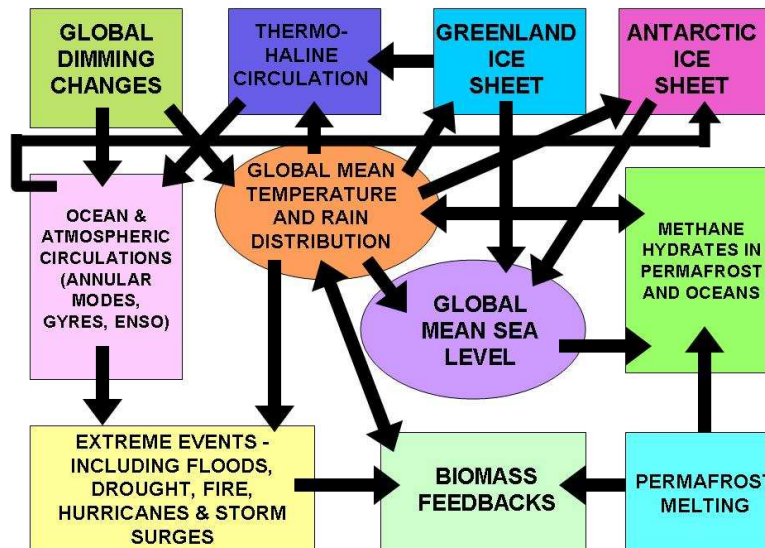 GLOBAL
DIMMING
CHANGES
THERMO-
HALINE
CIRCULATION
GREENLAND
ICE
SHEET
ANTARCTIC
ICE
SHEET
GLOBAL MEAN
TEMPERATURE
AND RAIN
DISTRIBUTION
OCEAN &
ATMOSPHERIC
CIRCULATIONS
(ANNULAR
MODES,
GYRES, ENSO)
METHANE
HYDRATES IN
PERMAFROST
AND OCEANS
GLOBAL
MEAN SEA
LEVEL
EXTREME EVENTS -
INCLUDING FLOODS,
DROUGHT, FIRE,
HURRICANES & STORM
SURGES
BIOMASS
FEEDBACKS
PERMAFROST
MELTING